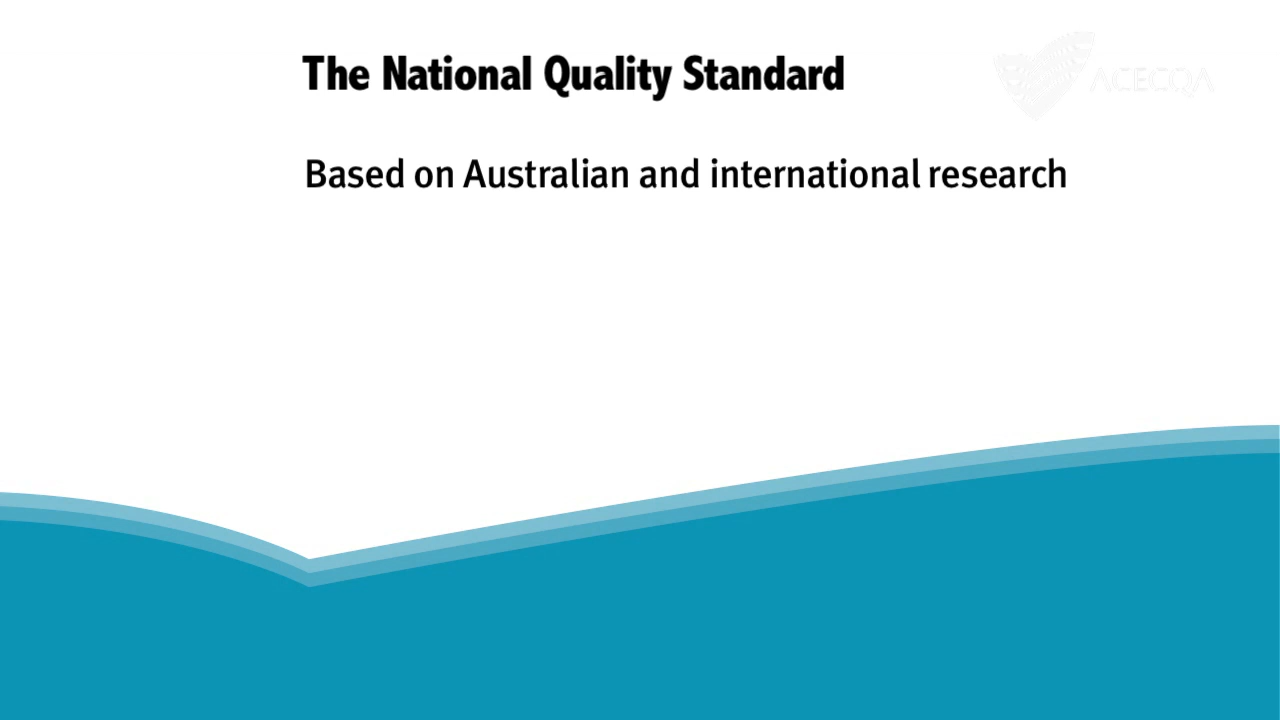 The National Quality Standard
ACECQA
Based on Australian and international research